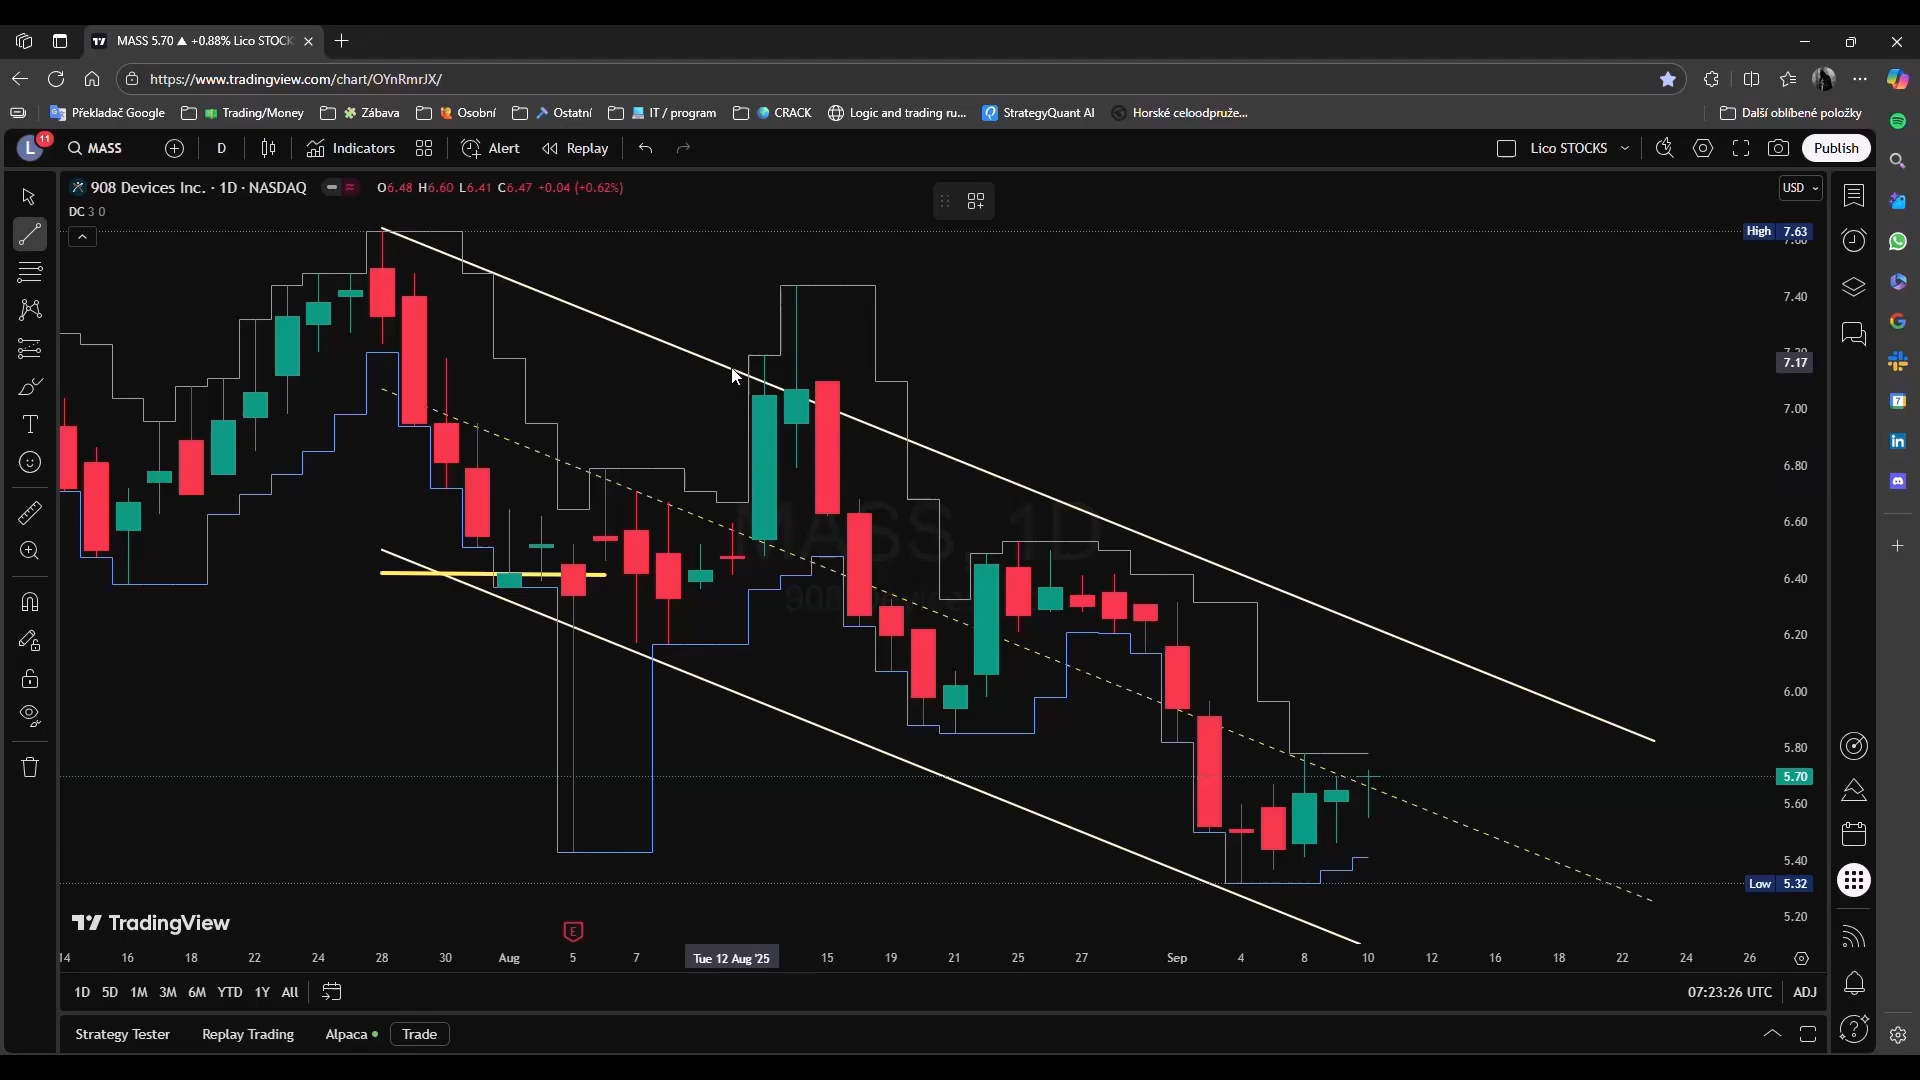 MASS 5.70 ▲ +0.88% Lico STOCK
https://www.tradingview.com/chart/OYnRmrJX/
Překladač Google Trading/Money Zábava Osobní Ostatní IT / program CRACK Logic and trading ru... StrategyQuant AI Horské celoodpruže... Další oblíbené položky
L 11 MASS D Indicators Alert Replay Lico STOCKS Publish
908 Devices Inc. · 1D · NASDAQ O6.48 H6.60 L6.41 C6.47 +0.04 (+0.62%) USD
DC 3 0
High 7.63
7.40
7.17
7.00
6.80
MASS, 1D
6.60
6.40
6.20
6.00
5.80
5.70
5.60
5.40
Low 5.32
5.20
TradingView
E
14 16 18 22 24 28 30 Aug 5 7 Tue 12 Aug '25 15 19 21 25 27 Sep 4 8 10 12 16 18 22 24 26
1D 5D 1M 3M 6M YTD 1Y All 07:23:26 UTC ADJ
Strategy Tester Replay Trading Alpaca Trade